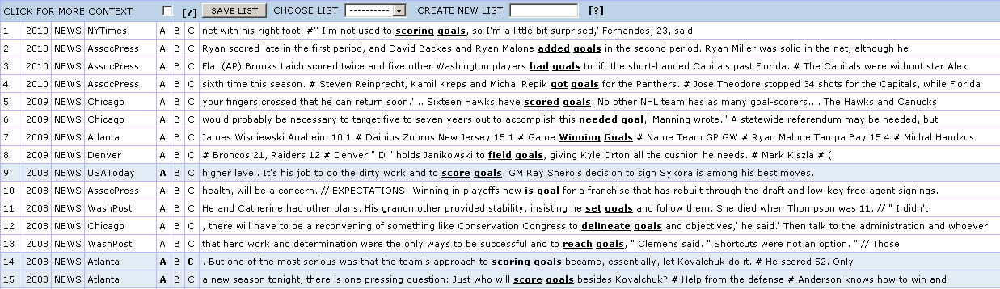 CLICK FOR MORE CONTEXT [?] SAVE LIST CHOOSE LIST ---------- CREATE NEW LIST [?]
1 2010 NEWS NYTimes A B C net with his right foot. #" I'm not used to scoring goals, so I'm a little bit surprised,' Fernandes, 23, said
2 2010 NEWS AssocPress A B C Ryan scored late in the first period, and David Backes and Ryan Malone added goals in the second period. Ryan Miller was solid in the net, although he
3 2010 NEWS AssocPress A B C Fla. (AP) Brooks Laich scored twice and five other Washington players had goals to lift the short-handed Capitals past Florida. # The Capitals were without star Alex
4 2010 NEWS AssocPress A B C sixth time this season. # Steven Reinprecht, Kamil Kreps and Michal Repik got goals for the Panthers. # Jose Theodore stopped 34 shots for the Capitals, while Florida
5 2009 NEWS Chicago A B C your fingers crossed that he can return soon.'... Sixteen Hawks have scored goals. No other NHL team has as many goal-scorers.... The Hawks and Canucks
6 2009 NEWS Chicago A B C would probably be necessary to target five to seven years out to accomplish this needed goal,' Manning wrote." A statewide referendum may be needed, but
7 2009 NEWS Atlanta A B C James Wisniewski Anaheim 10 1 # Dainius Zubrus New Jersey 15 1 # Game Winning Goals # Name Team GP GW # Ryan Malone Tampa Bay 15 4 # Michal Handzus
8 2009 NEWS Denver A B C # Broncos 21, Raiders 12 # Denver " D " holds Janikowski to field goals, giving Kyle Orton all the cushion he needs. # Mark Kiszla # (
9 2008 NEWS USAToday A B C higher level. It's his job to do the dirty work and to score goals. GM Ray Shero's decision to sign Sykora is among his best moves.
10 2008 NEWS AssocPress A B C health, will be a concern. // EXPECTATIONS: Winning in playoffs now is goal for a franchise that has rebuilt through the draft and low-key free agent signings.
11 2008 NEWS WashPost A B C He and Catherine had other plans. His grandmother provided stability, insisting he set goals and follow them. She died when Thompson was 11. // " I didn't
12 2008 NEWS Chicago A B C , there will have to be a reconvening of something like Conservation Congress to delineate goals and objectives,' he said.' Then talk to the administration and whoever
13 2008 NEWS WashPost A B C that hard work and determination were the only ways to be successful and to reach goals, " Clemens said. " Shortcuts were not an option. " // Those
14 2008 NEWS Atlanta A B C . But one of the most serious was that the team's approach to scoring goals became, essentially, let Kovalchuk do it. # He scored 52. Only
15 2008 NEWS Atlanta A B C a new season tonight, there is one pressing question: Just who will score goals besides Kovalchuk? # Help from the defense # Anderson knows how to win and